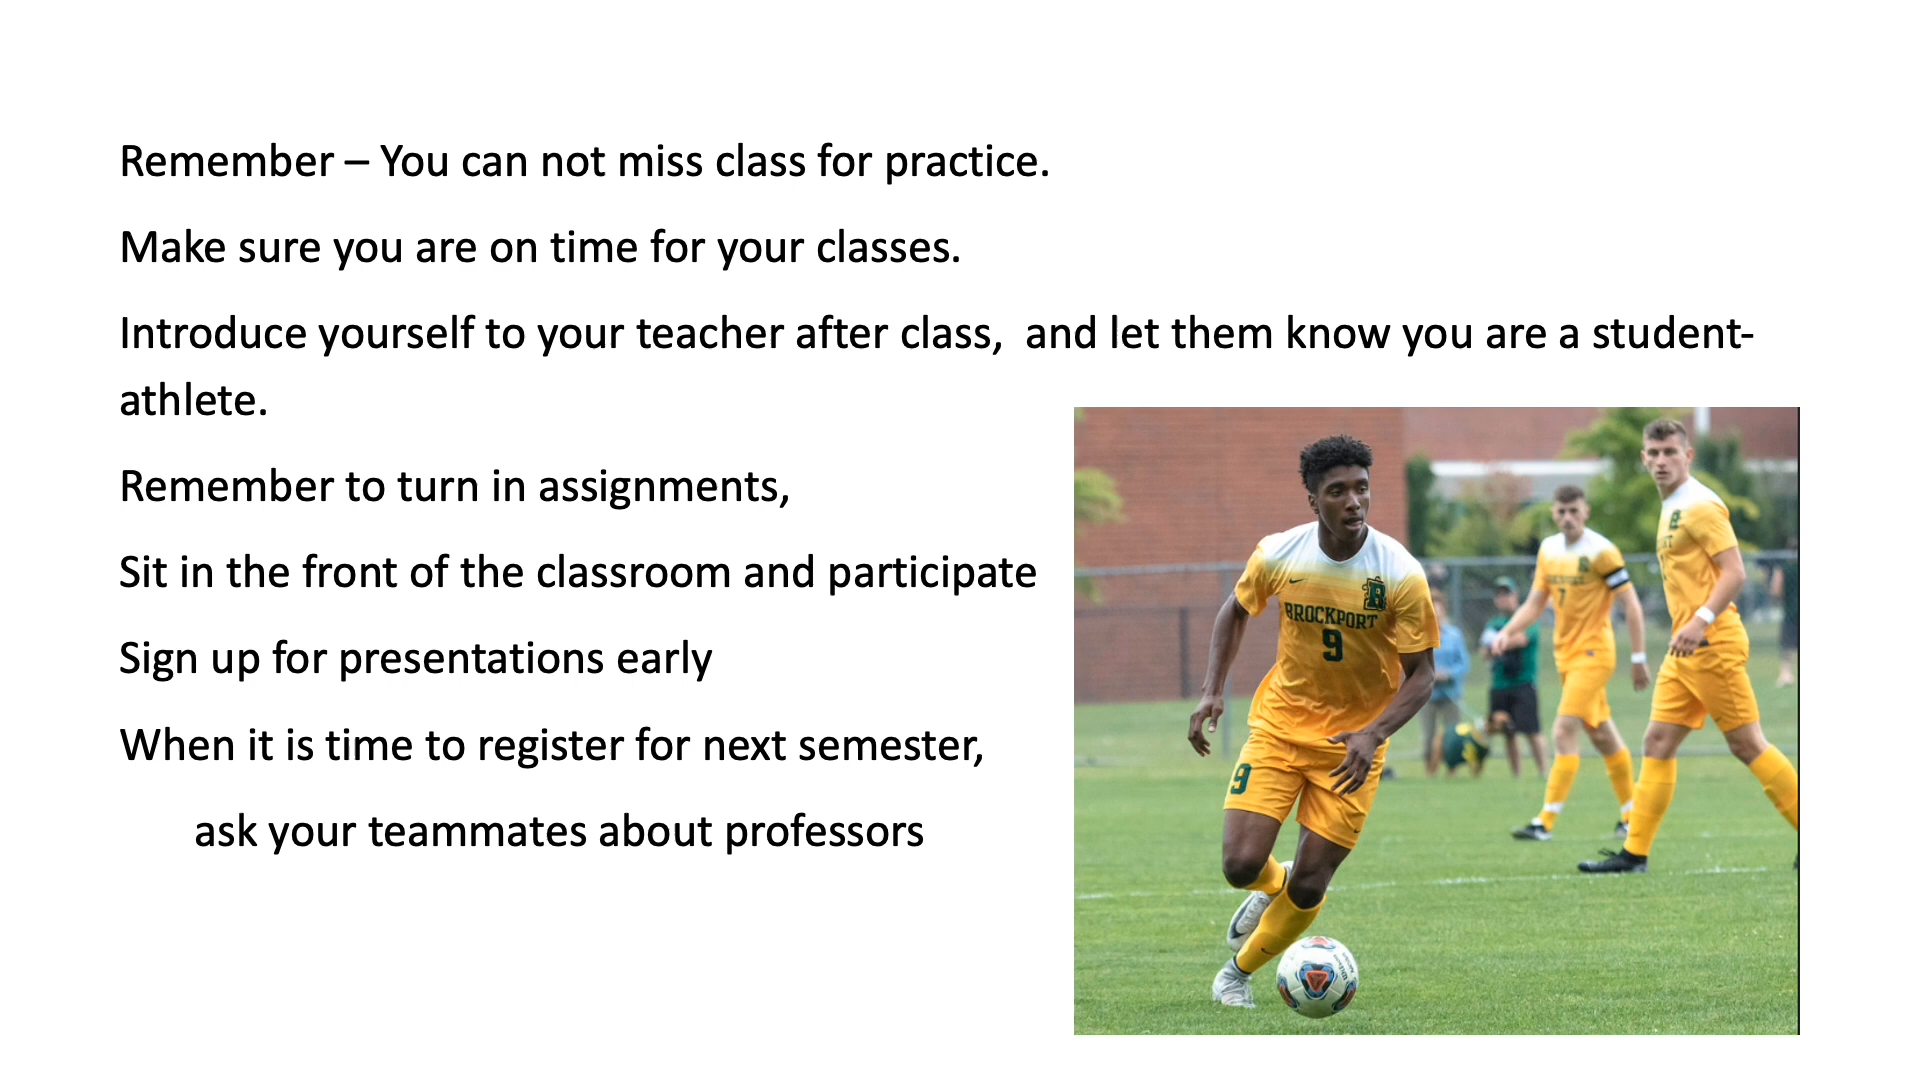 Remember – You can not miss class for practice.
Make sure you are on time for your classes.
Introduce yourself to your teacher after class,  and let them know you are a student-
athlete.
Remember to turn in assignments,
Sit in the front of the classroom and participate
Sign up for presentations early
When it is time to register for next semester,
ask your teammates about professors
B
BROCKPORT
9
9
7